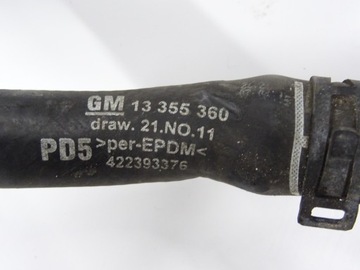 GM 13 355 360
draw. 21.NO.11
PD5 >per-EPDM<
422393376